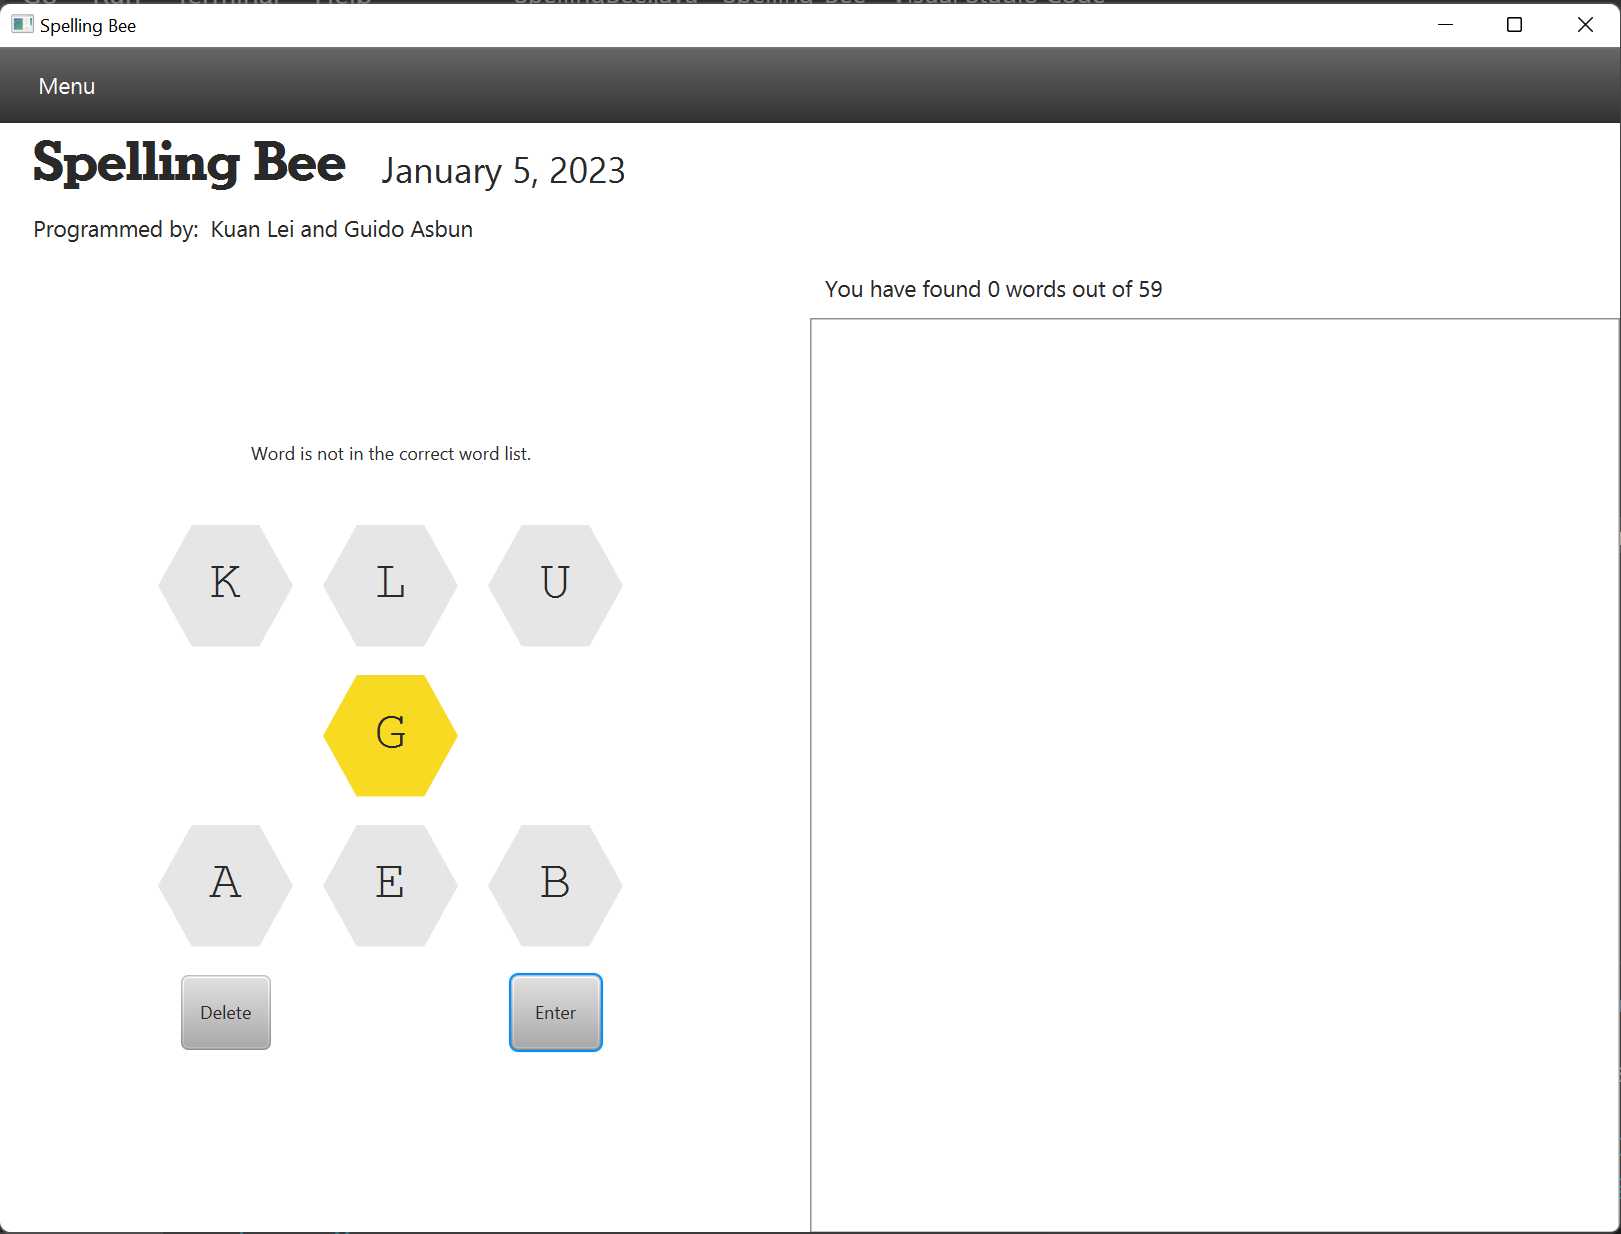 Spelling Bee
Menu
Spelling Bee January 5, 2023
Programmed by: Kuan Lei and Guido Asbun
You have found 0 words out of 59
Word is not in the correct word list.
K L U
G
A E B
Delete Enter